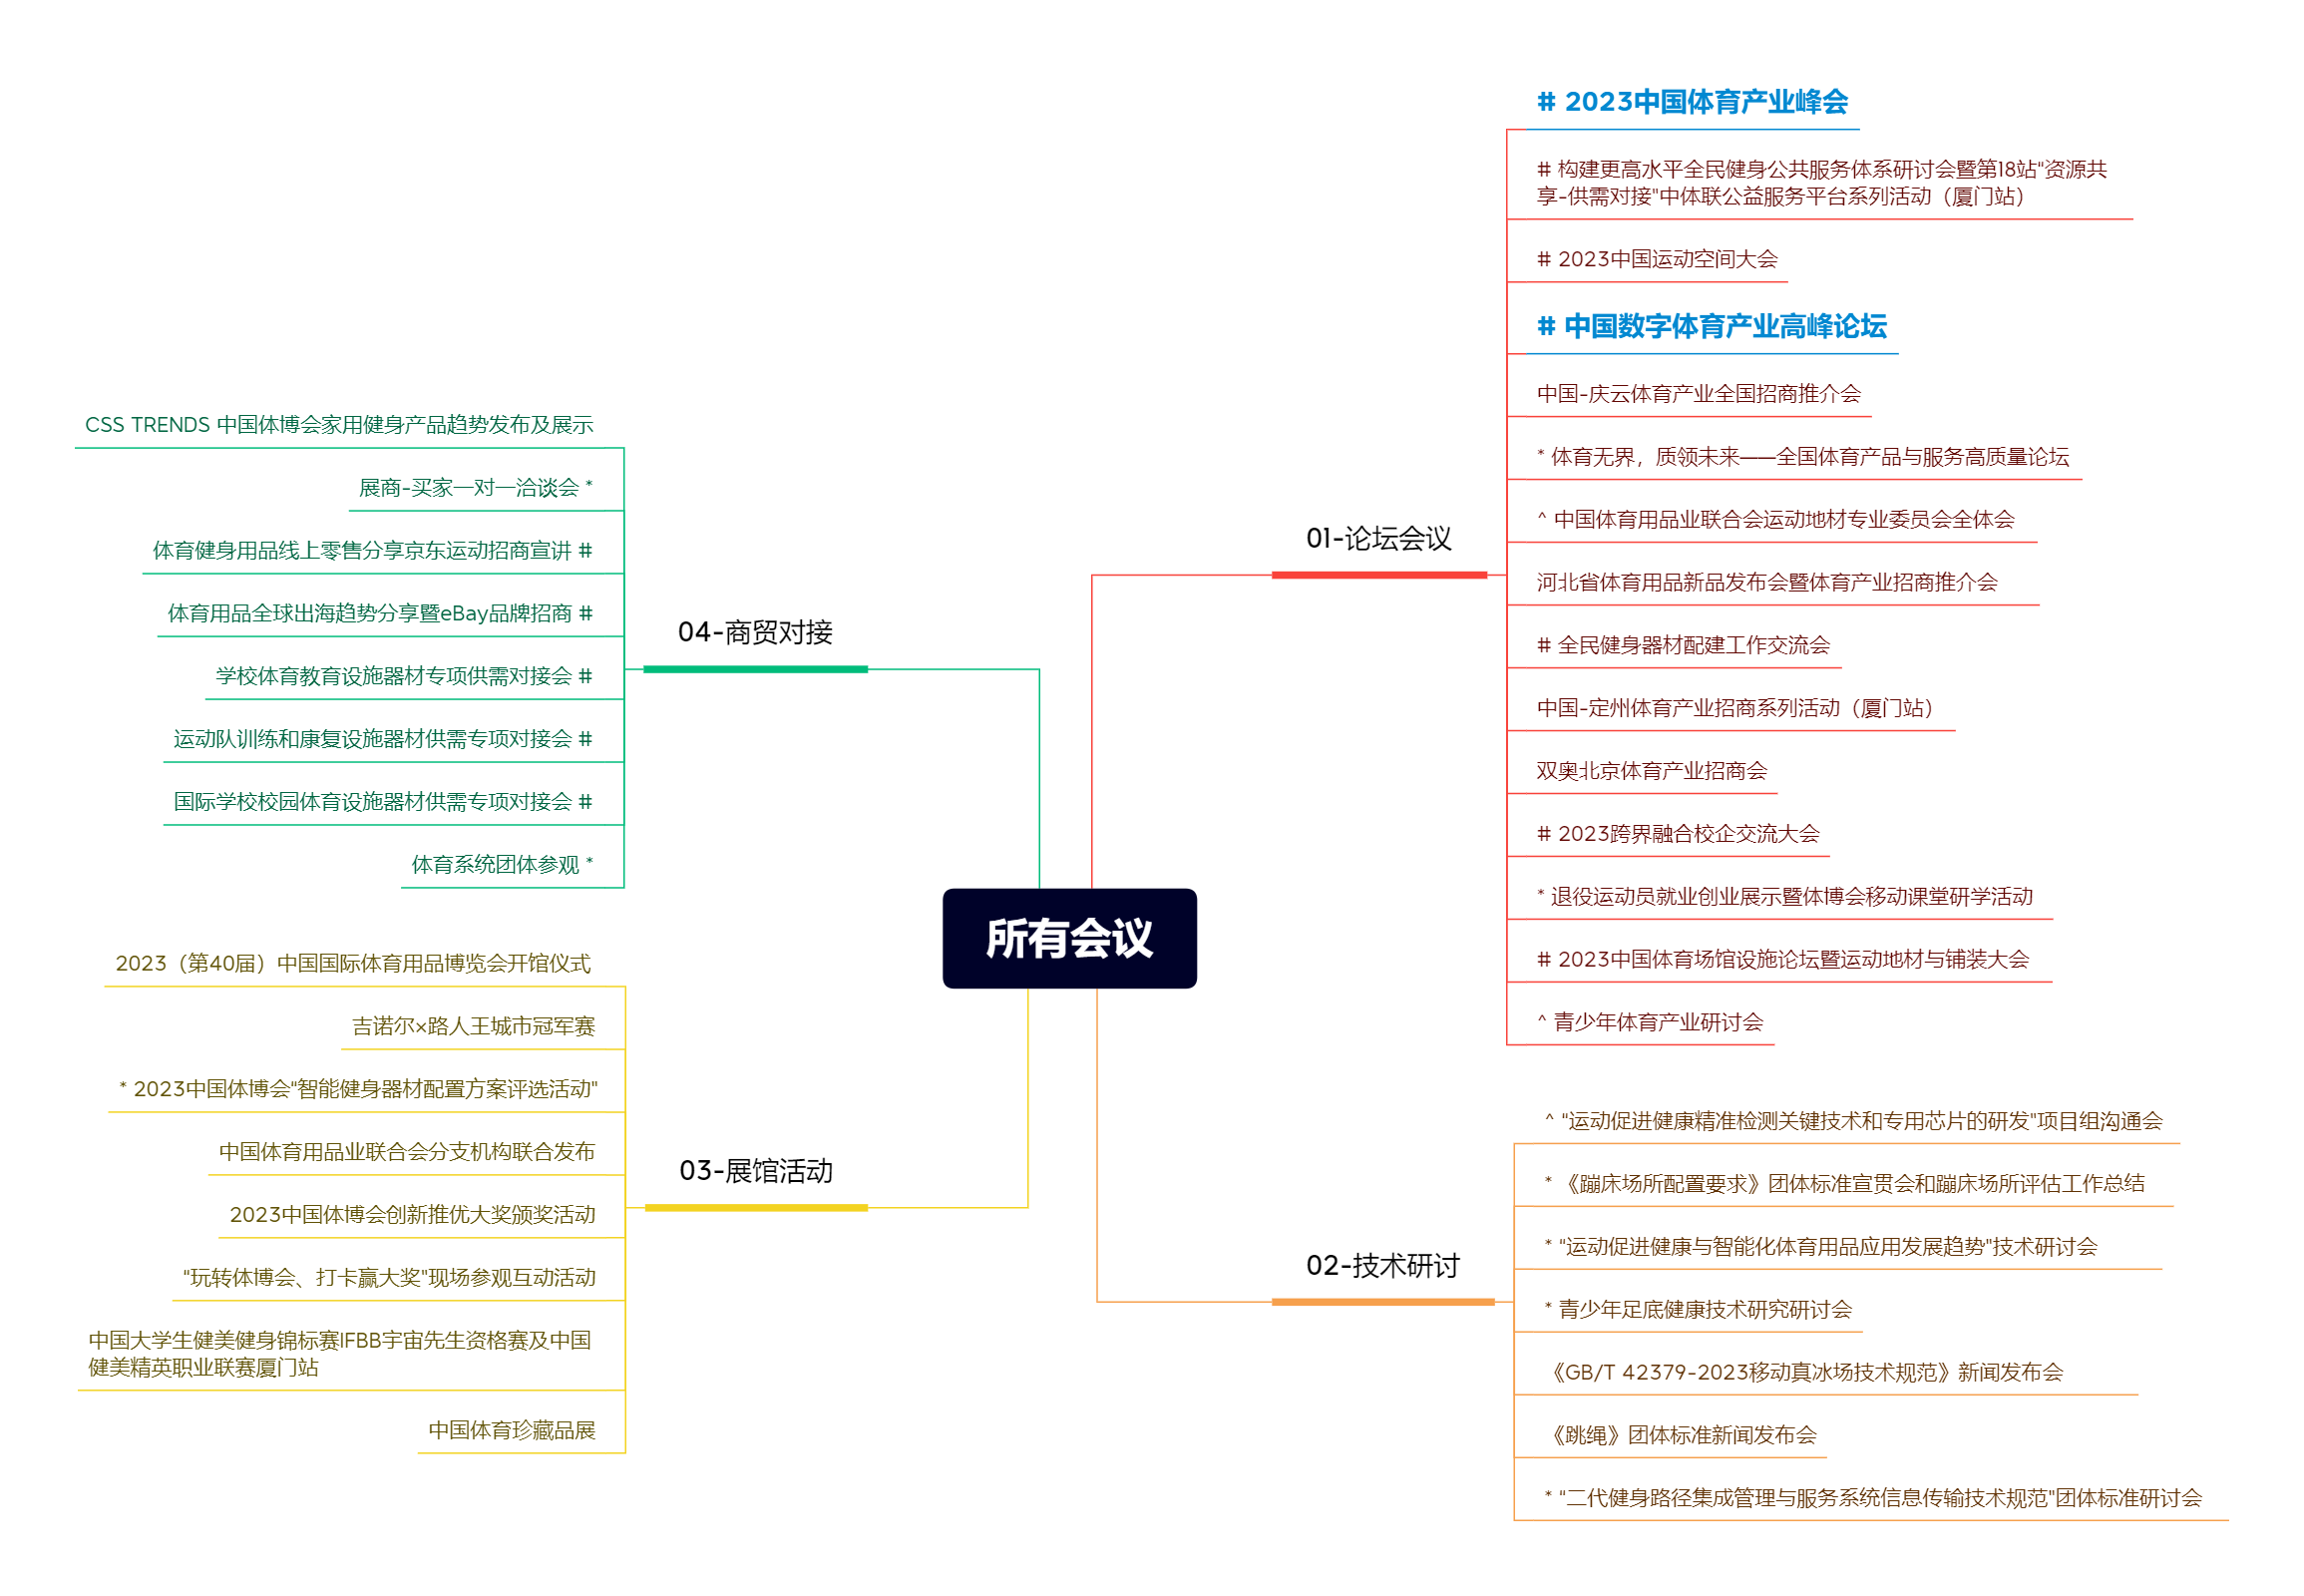 所有会议
01-论坛会议
# 2023中国体育产业峰会
# 构建更高水平全民健身公共服务体系研讨会暨第18站"资源共
享-供需对接"中体联公益服务平台系列活动（厦门站）
# 2023中国运动空间大会
# 中国数字体育产业高峰论坛
中国-庆云体育产业全国招商推介会
* 体育无界，质领未来——全国体育产品与服务高质量论坛
^ 中国体育用品业联合会运动地材专业委员会全体会
河北省体育用品新品发布会暨体育产业招商推介会
# 全民健身器材配建工作交流会
中国-定州体育产业招商系列活动（厦门站）
双奥北京体育产业招商会
# 2023跨界融合校企交流大会
* 退役运动员就业创业展示暨体博会移动课堂研学活动
# 2023中国体育场馆设施论坛暨运动地材与铺装大会
^ 青少年体育产业研讨会
02-技术研讨
^ "运动促进健康精准检测关键技术和专用芯片的研发"项目组沟通会
* 《蹦床场所配置要求》团体标准宣贯会和蹦床场所评估工作总结
* "运动促进健康与智能化体育用品应用发展趋势"技术研讨会
* 青少年足底健康技术研究研讨会
《GB/T 42379-2023移动真冰场技术规范》新闻发布会
《跳绳》团体标准新闻发布会
* "二代健身路径集成管理与服务系统信息传输技术规范"团体标准研讨会
03-展馆活动
2023（第40届）中国国际体育用品博览会开馆仪式
吉诺尔×路人王城市冠军赛
* 2023中国体博会"智能健身器材配置方案评选活动"
中国体育用品业联合会分支机构联合发布
2023中国体博会创新推优大奖颁奖活动
"玩转体博会、打卡赢大奖"现场参观互动活动
中国大学生健美健身锦标赛IFBB宇宙先生资格赛及中国
健美精英职业联赛厦门站
中国体育珍藏品展
04-商贸对接
CSS TRENDS 中国体博会家用健身产品趋势发布及展示
展商-买家一对一洽谈会 *
体育健身用品线上零售分享京东运动招商宣讲 #
体育用品全球出海趋势分享暨eBay品牌招商 #
学校体育教育设施器材专项供需对接会 #
运动队训练和康复设施器材供需专项对接会 #
国际学校校园体育设施器材供需专项对接会 #
体育系统团体参观 *